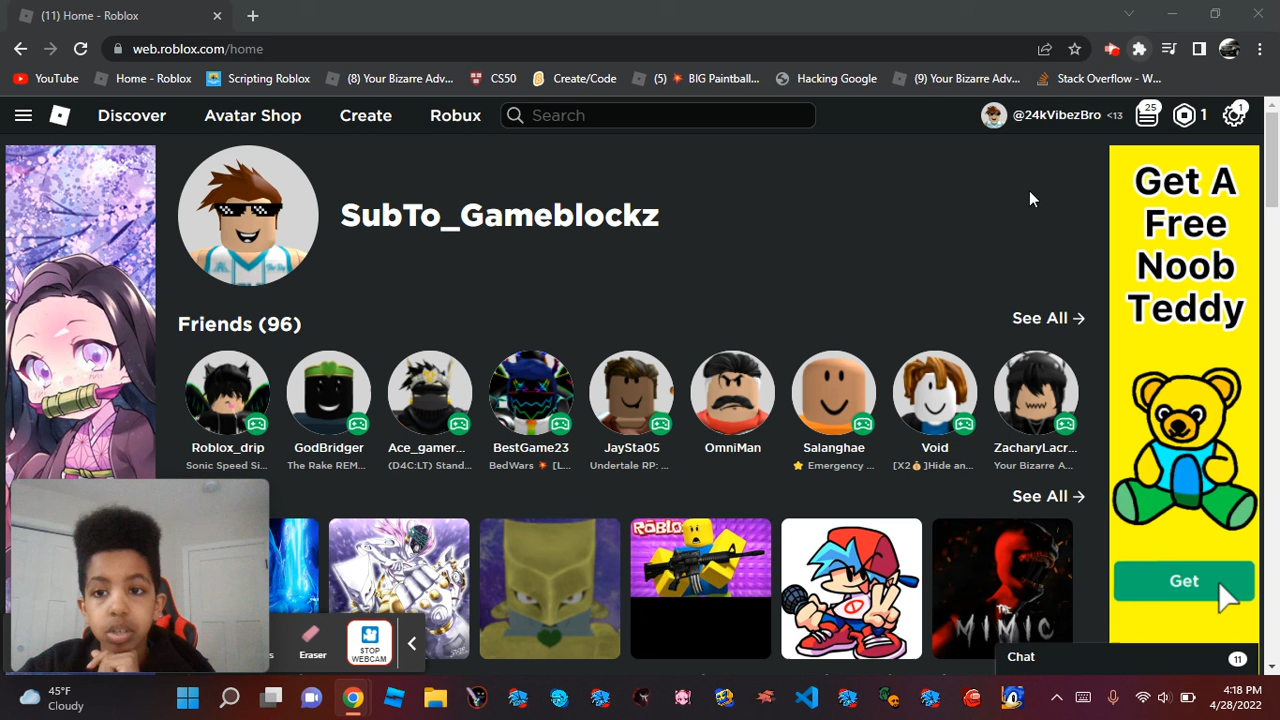 (11) Home - Roblox
web.roblox.com/home
YouTube
Home - Roblox
Scripting Roblox
(8) Your Bizarre Adv...
CS50
Create/Code
(5) 💥 BIG Paintball...
Hacking Google
(9) Your Bizarre Adv...
Stack Overflow - W...
Discover
Avatar Shop
Create
Robux
Search
@24kVibezBro <13
25
1
1
SubTo_Gameblockz
Friends (96)
See All →
Roblox_drip
GodBridger
Ace_gamer...
BestGame23
JaySta05
OmniMan
Salanghae
Void
ZacharyLacr...
Sonic Speed Si...
The Rake REM...
(D4C:LT) Stand...
BedWars 💥 [L...
Undertale RP: ...
⭐ Emergency ...
[X2💰]Hide an...
Your Bizarre A...
See All →
ROBLOX
THE
MIMIC
Get A
Free
Noob
Teddy
Get
Eraser
STOP
WEBCAM
Chat
11
45°F
Cloudy
4:18 PM
4/28/2022